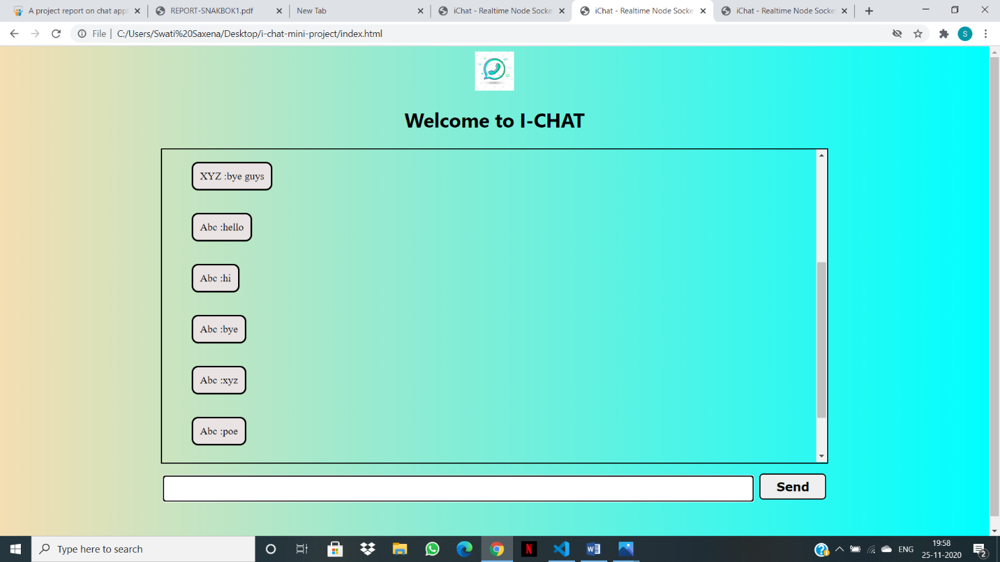 A project report on chat appl
REPORT-SNAKBOK1.pdf
New Tab
iChat - Realtime Node Socke
iChat - Realtime Node Socke
iChat - Realtime Node Socke
File
C:/Users/Swati%20Saxena/Desktop/i-chat-mini-project/index.html
S
Welcome to I-CHAT
XYZ :bye guys
Abc :hello
Abc :hi
Abc :bye
Abc :xyz
Abc :poe
Send
Type here to search
N
W
?
ENG
19:58
25-11-2020
2